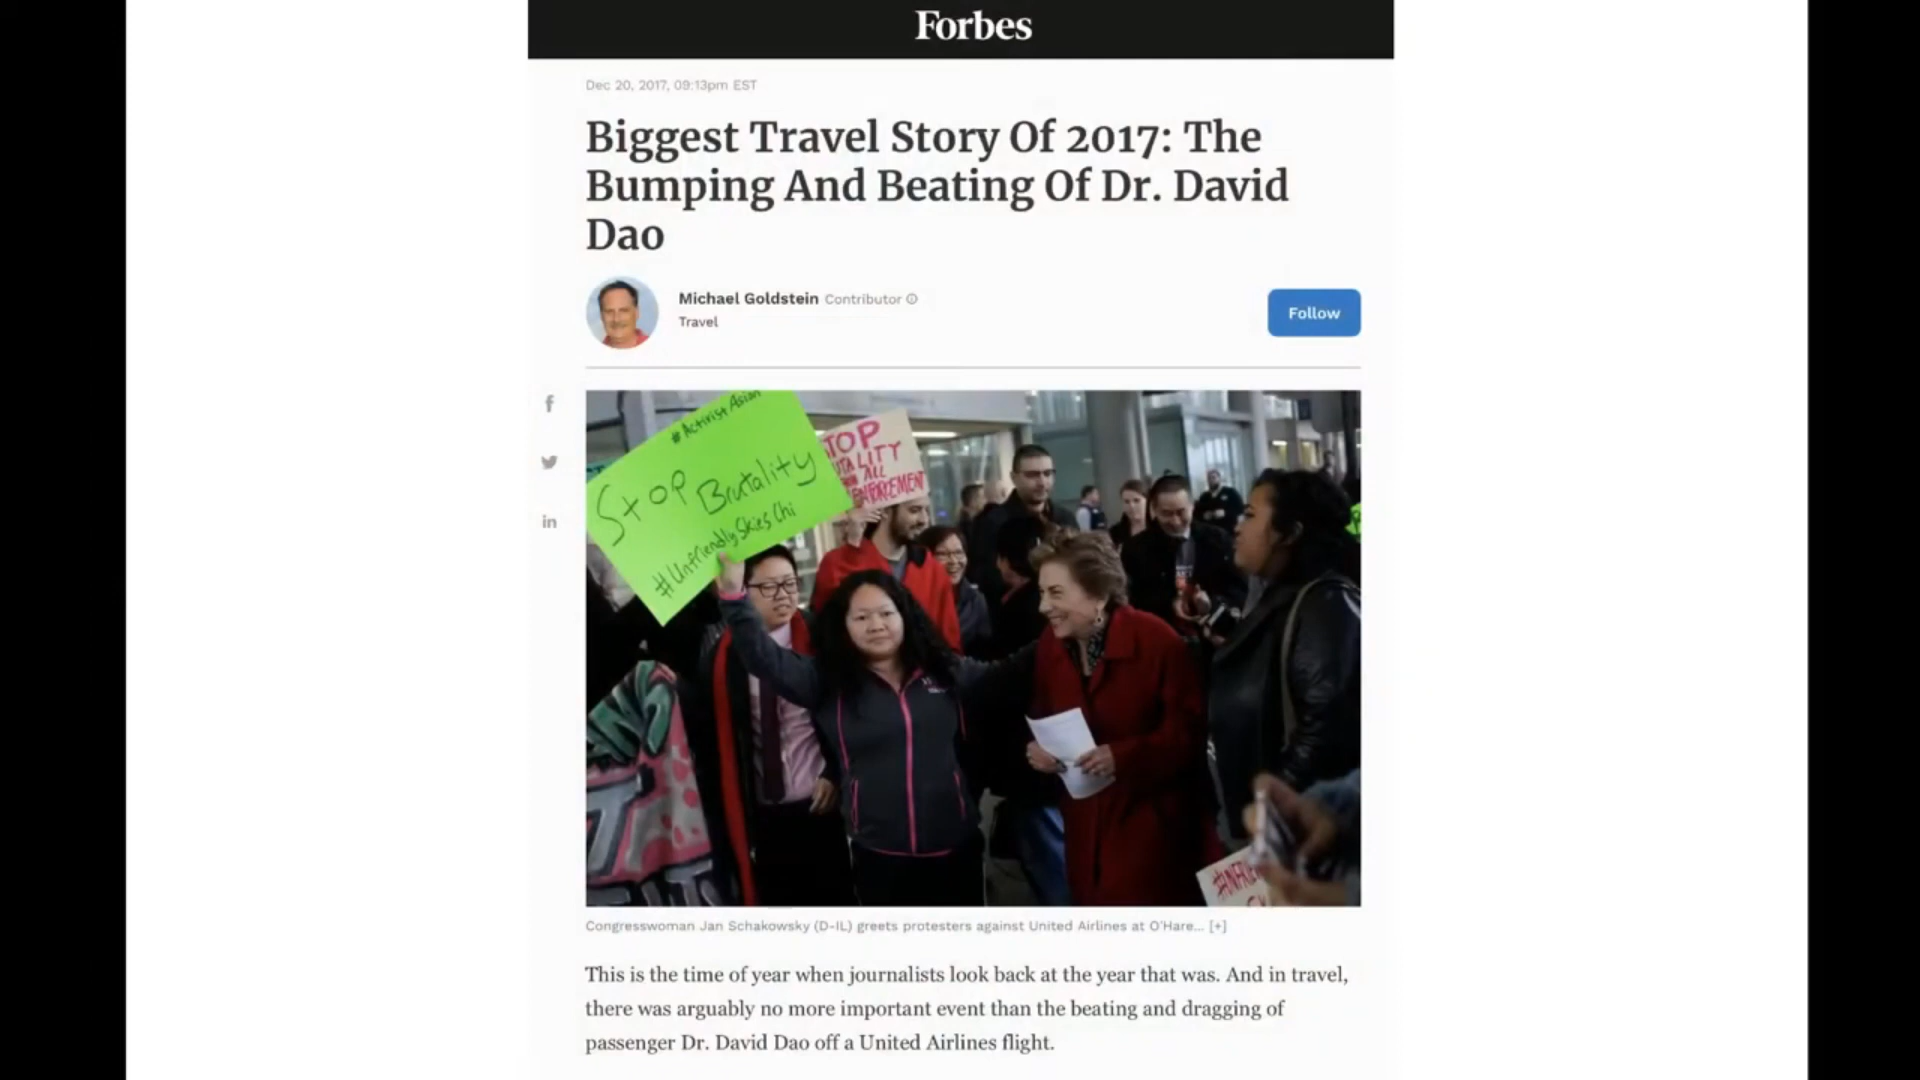 Forbes
Dec 20, 2017, 09:13pm EST
Biggest Travel Story Of 2017: The
Bumping And Beating Of Dr. David
Dao
Michael Goldstein Contributor
Travel
Follow
f
in
#Activist Asian
Stop Brutality
#Unfriendly Skies Chi
TOP
ALL
Congresswoman Jan Schakowsky (D-IL) greets protesters against United Airlines at O'Hare... [+]
This is the time of year when journalists look back at the year that was. And in travel,
there was arguably no more important event than the beating and dragging of
passenger Dr. David Dao off a United Airlines flight.